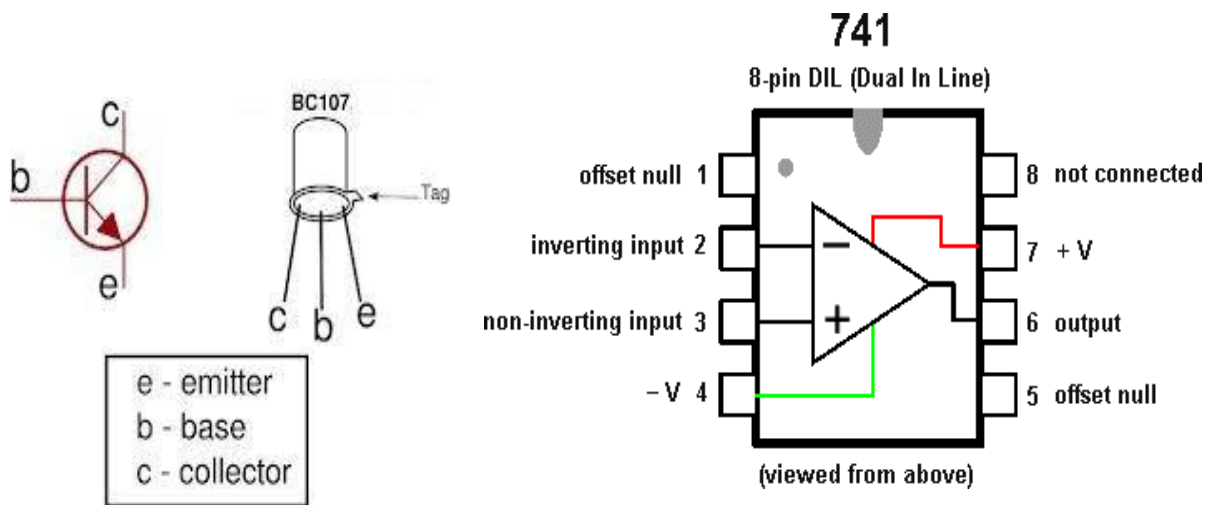 c
b
e
BC107
Tag
c
b
e
e - emitter
b - base
c - collector
741
8-pin DIL (Dual In Line)
offset null 1
8 not connected
inverting input 2
7 + V
non-inverting input 3
6 output
– V 4
5 offset null
−
+
(viewed from above)